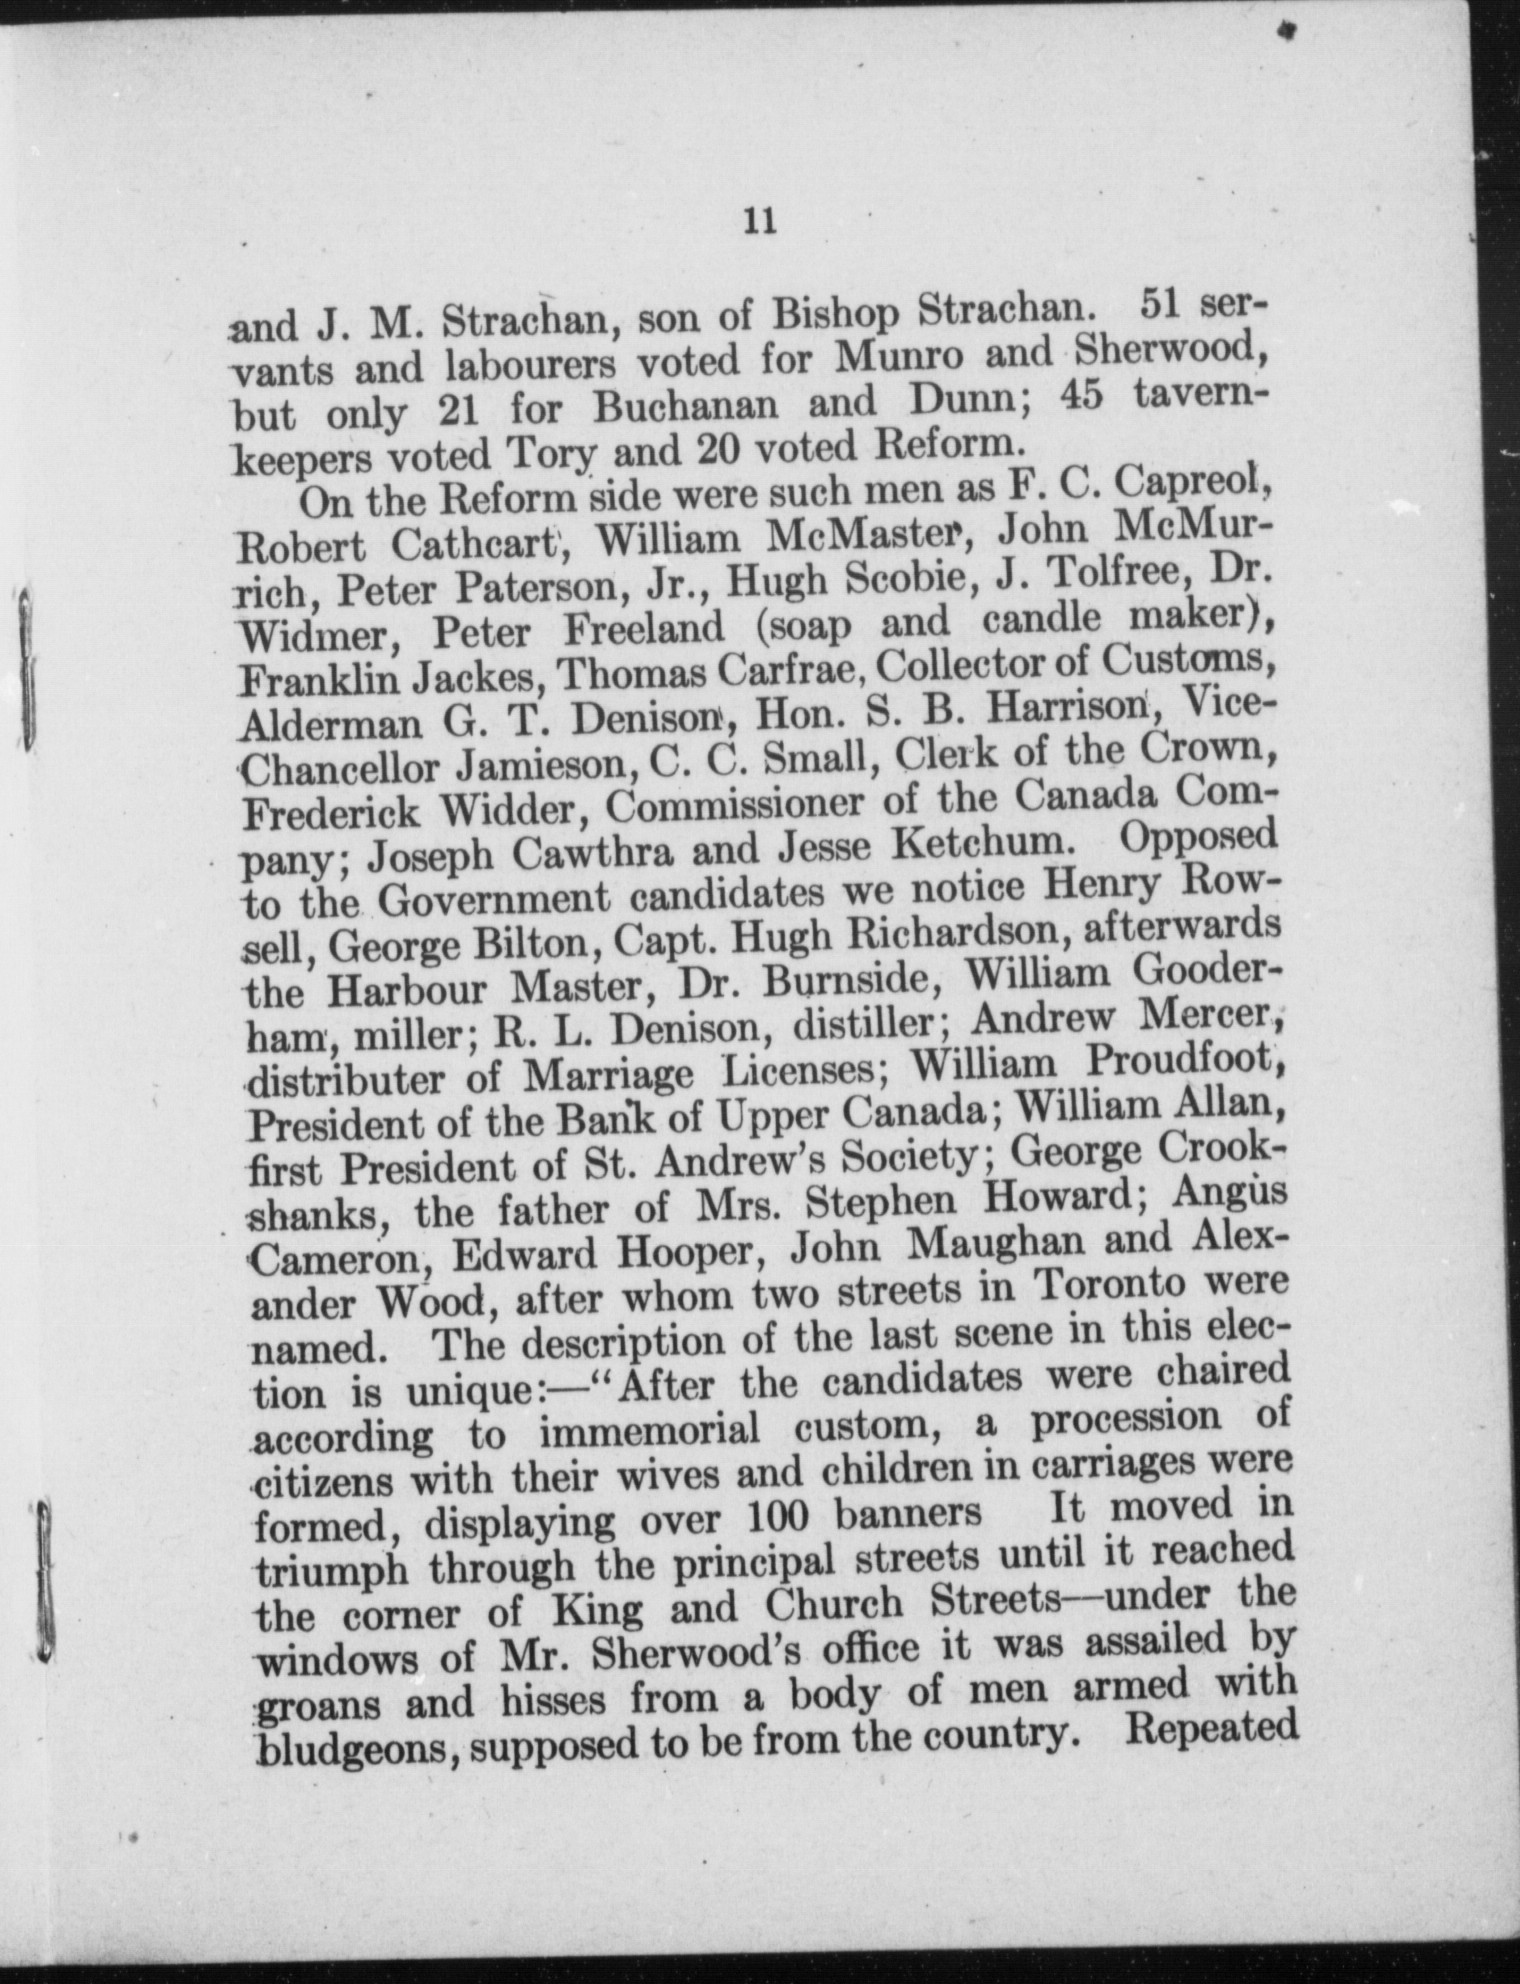 11
and J. M. Strachan, son of Bishop Strachan. 51 ser-
vants and labourers voted for Munro and Sherwood,
but only 21 for Buchanan and Dunn; 45 tavern-
keepers voted Tory and 20 voted Reform.
On the Reform side were such men as F. C. Capreol,
Robert Cathcart, William McMaster, John McMur-
rich, Peter Paterson, Jr., Hugh Scobie, J. Tolfree, Dr.
Widmer, Peter Freeland (soap and candle maker),
Franklin Jackes, Thomas Carfrae, Collector of Customs,
Alderman G. T. Denison, Hon. S. B. Harrison, Vice-
Chancellor Jamieson, C. C. Small, Clerk of the Crown,
Frederick Widder, Commissioner of the Canada Com-
pany; Joseph Cawthra and Jesse Ketchum. Opposed
to the Government candidates we notice Henry Row-
sell, George Bilton, Capt. Hugh Richardson, afterwards
the Harbour Master, Dr. Burnside, William Gooder-
ham, miller; R. L. Denison, distiller; Andrew Mercer,
distributer of Marriage Licenses; William Proudfoot,
President of the Bank of Upper Canada; William Allan,
first President of St. Andrew's Society; George Crook-
shanks, the father of Mrs. Stephen Howard; Angus
Cameron, Edward Hooper, John Maughan and Alex-
ander Wood, after whom two streets in Toronto were
named. The description of the last scene in this elec-
tion is unique:—"After the candidates were chaired
according to immemorial custom, a procession of
citizens with their wives and children in carriages were
formed, displaying over 100 banners It moved in
triumph through the principal streets until it reached
the corner of King and Church Streets—under the
windows of Mr. Sherwood's office it was assailed by
groans and hisses from a body of men armed with
bludgeons, supposed to be from the country. Repeated